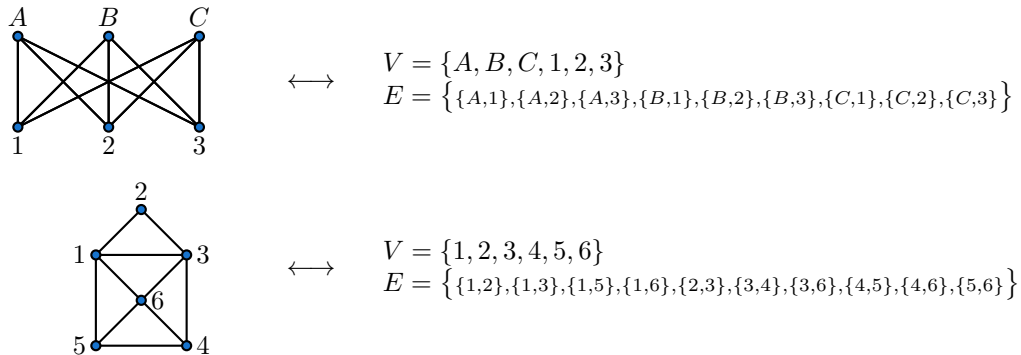 A B C
1 2 3
⟷
V = {A, B, C, 1, 2, 3}
E = {{A,1},{A,2},{A,3},{B,1},{B,2},{B,3},{C,1},{C,2},{C,3}}
2
1 3
6
5 4
⟷
V = {1, 2, 3, 4, 5, 6}
E = {{1,2},{1,3},{1,5},{1,6},{2,3},{3,4},{3,6},{4,5},{4,6},{5,6}}